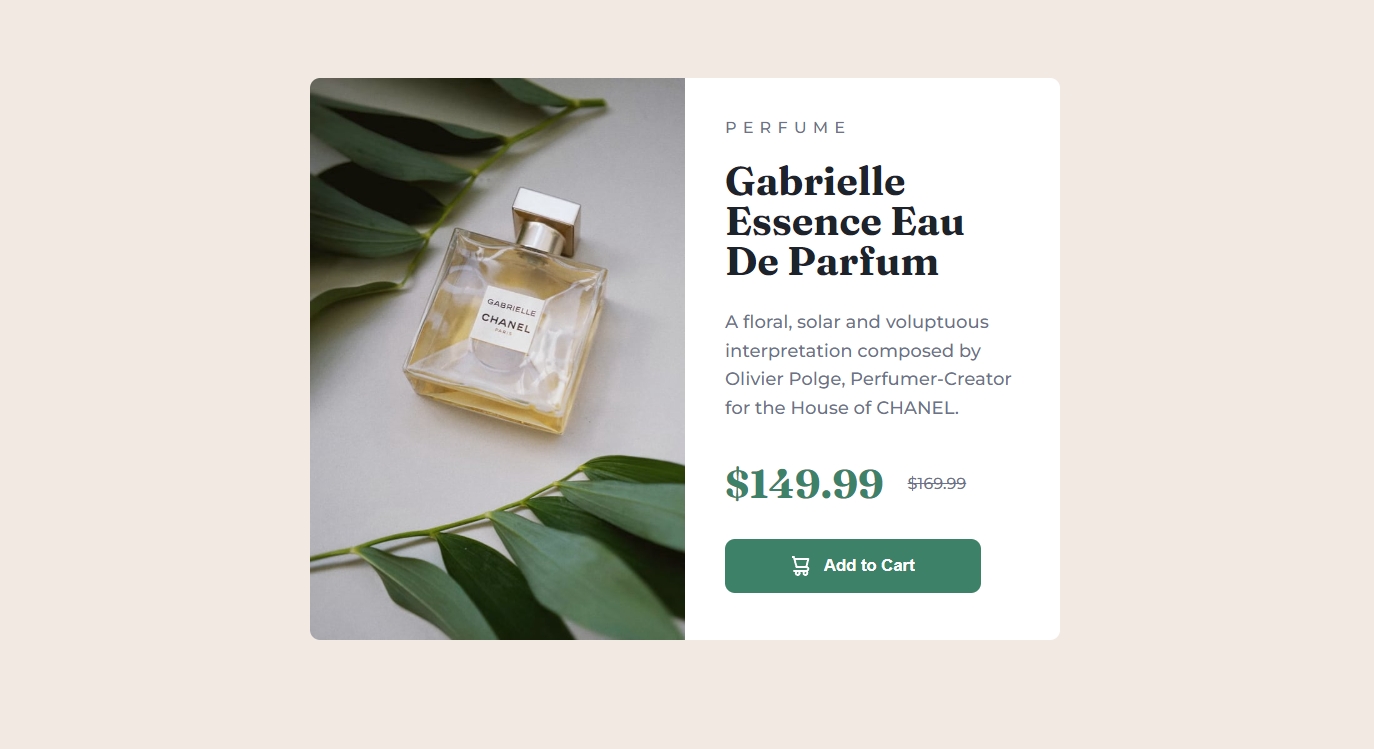 GABRIELLE
CHANEL
PARIS
PERFUME
Gabrielle
Essence Eau
De Parfum
A floral, solar and voluptuous
interpretation composed by
Olivier Polge, Perfumer-Creator
for the House of CHANEL.
$149.99 $169.99
Add to Cart